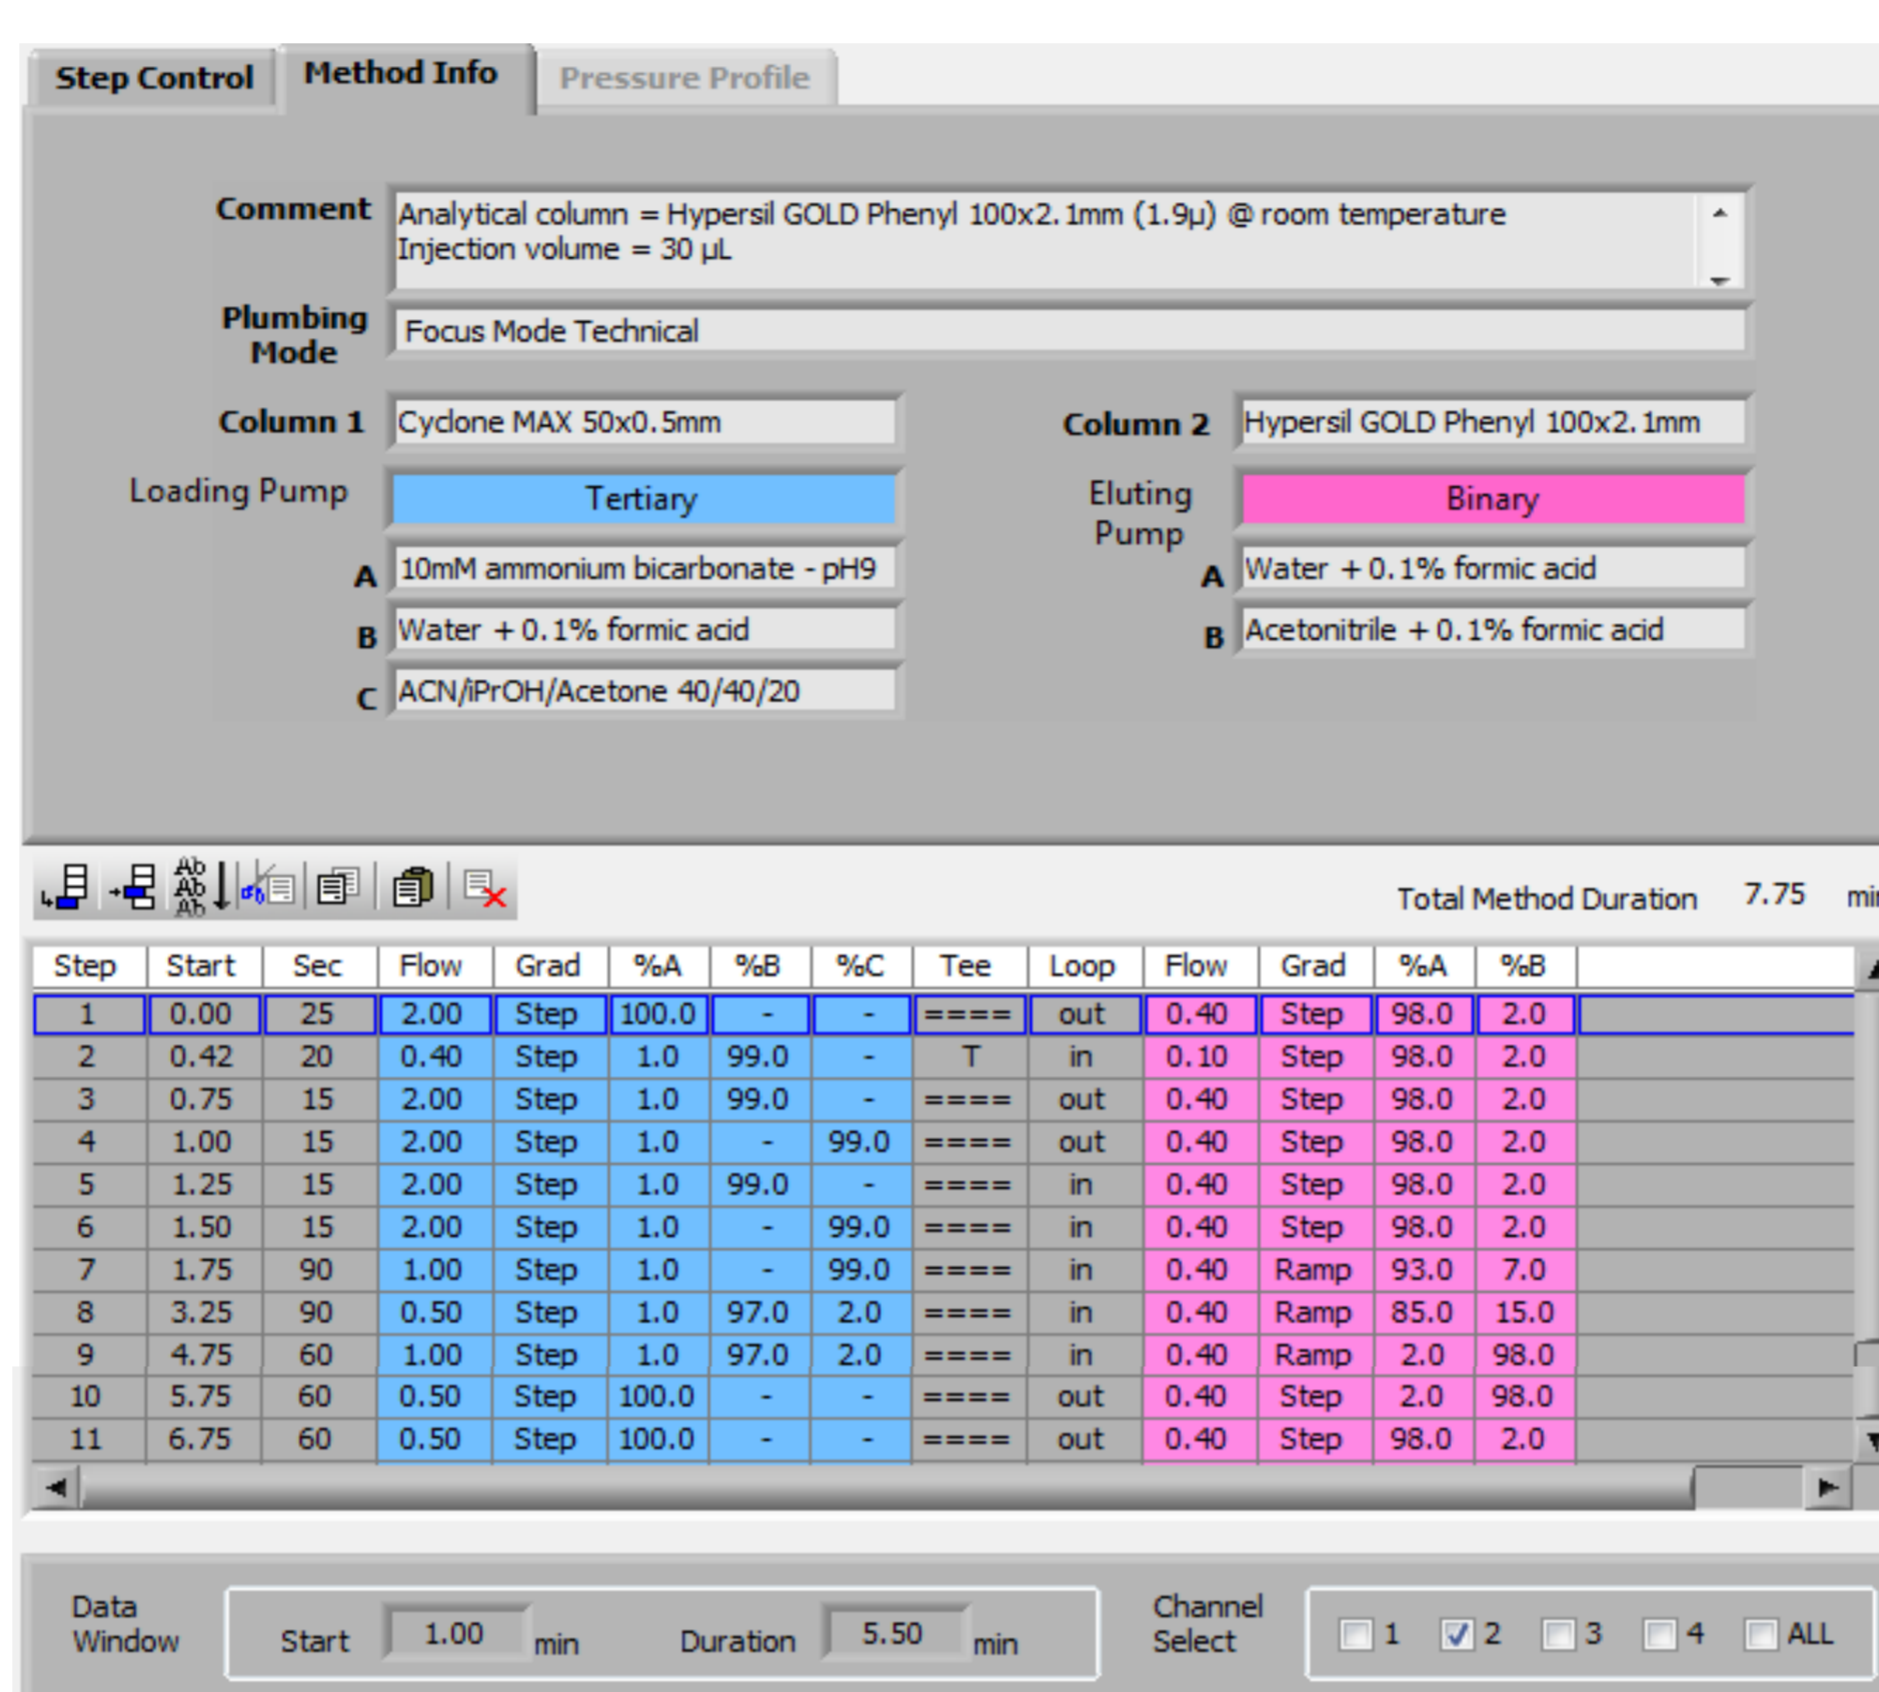 Step Control Method Info Pressure Profile
Comment Analytical column = Hypersil GOLD Phenyl 100x2.1mm (1.9µ) @ room temperature
Injection volume = 30 µL
Plumbing Mode Focus Mode Technical
Column 1 Cyclone MAX 50x0.5mm Column 2 Hypersil GOLD Phenyl 100x2.1mm
Loading Pump Tertiary Eluting Pump Binary
A 10mM ammonium bicarbonate - pH9 A Water + 0.1% formic acid
B Water + 0.1% formic acid B Acetonitrile + 0.1% formic acid
C ACN/iPrOH/Acetone 40/40/20
Ab
Ab
Ab
Total Method Duration 7.75
Step Start Sec Flow Grad %A %B %C Tee Loop Flow Grad %A %B
1 0.00 25 2.00 Step 100.0 - - ==== out 0.40 Step 98.0 2.0
2 0.42 20 0.40 Step 1.0 99.0 - T in 0.10 Step 98.0 2.0
3 0.75 15 2.00 Step 1.0 99.0 - ==== out 0.40 Step 98.0 2.0
4 1.00 15 2.00 Step 1.0 - 99.0 ==== out 0.40 Step 98.0 2.0
5 1.25 15 2.00 Step 1.0 99.0 - ==== in 0.40 Step 98.0 2.0
6 1.50 15 2.00 Step 1.0 - 99.0 ==== in 0.40 Step 98.0 2.0
7 1.75 90 1.00 Step 1.0 - 99.0 ==== in 0.40 Ramp 93.0 7.0
8 3.25 90 0.50 Step 1.0 97.0 2.0 ==== in 0.40 Ramp 85.0 15.0
9 4.75 60 1.00 Step 1.0 97.0 2.0 ==== in 0.40 Ramp 2.0 98.0
10 5.75 60 0.50 Step 100.0 - - ==== out 0.40 Step 2.0 98.0
11 6.75 60 0.50 Step 100.0 - - ==== out 0.40 Step 98.0 2.0
Data Window Start 1.00 min Duration 5.50 min Channel Select 1 2 3 4 ALL